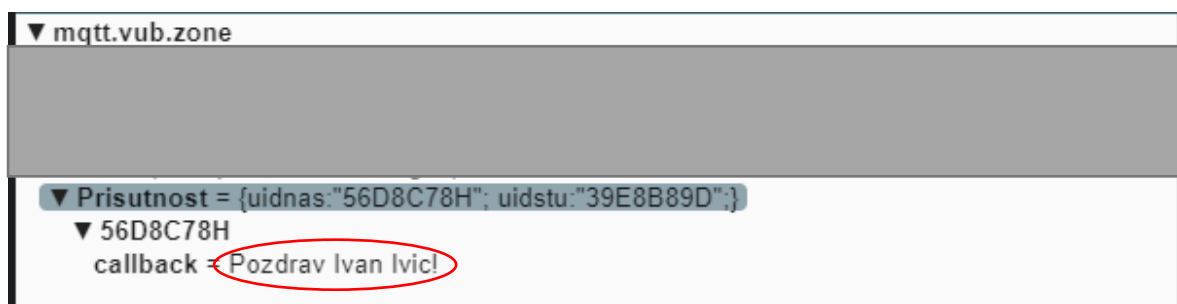 ▼ mqtt.vub.zone
▼ Prisutnost = {uidnas:"56D8C78H"; uidstu:"39E8B89D";}
▼ 56D8C78H
callback = Pozdrav Ivan Ivic!